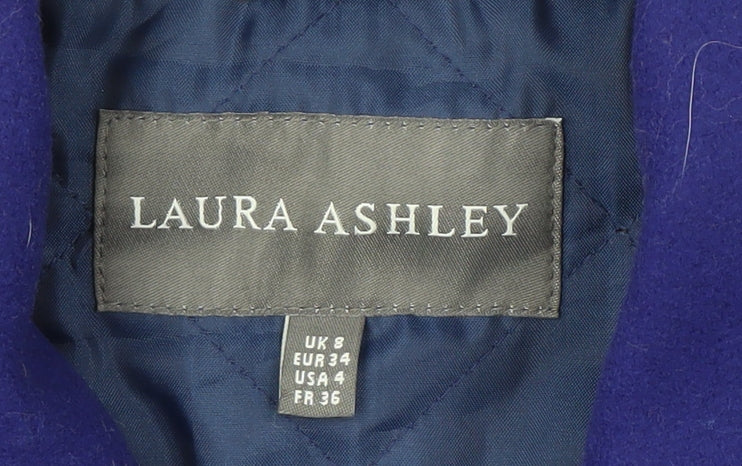 LAURA ASHLEY
UK 8
EUR 34
USA 4
FR 36